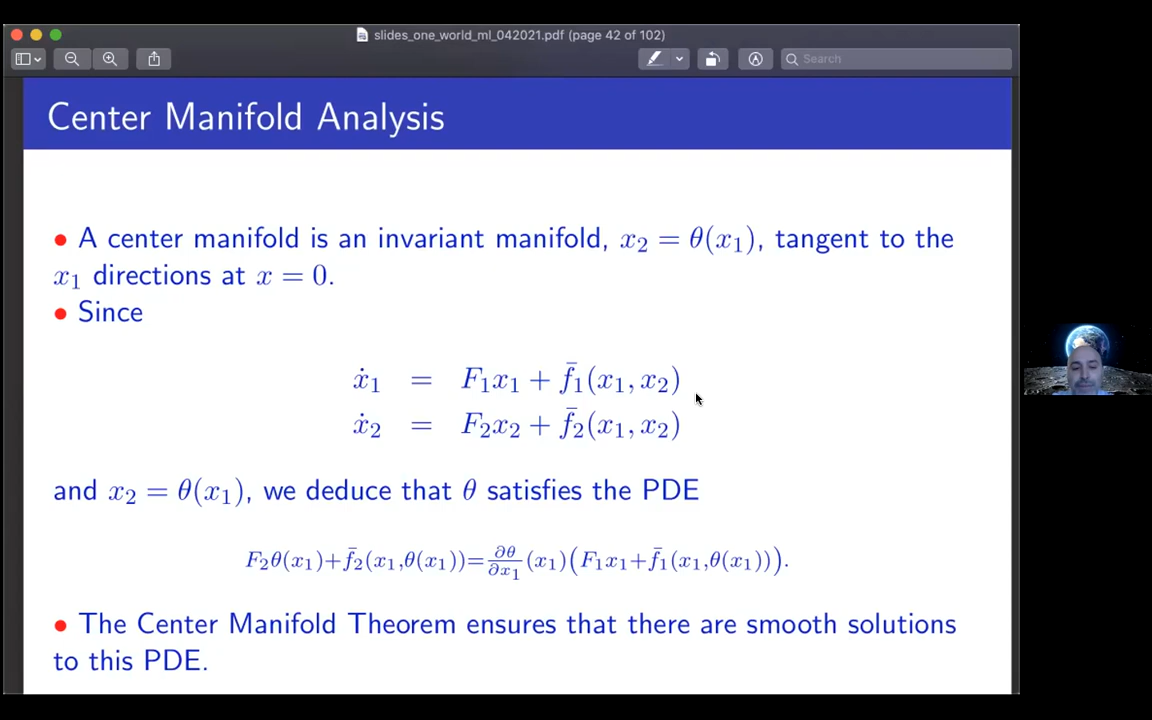 slides_one_world_ml_042021.pdf (page 42 of 102)
Search
Center Manifold Analysis
• A center manifold is an invariant manifold, x₂ = θ(x₁), tangent to the
x₁ directions at x = 0.
• Since
ẋ₁ = F₁x₁ + f̄₁(x₁, x₂)
ẋ₂ = F₂x₂ + f̄₂(x₁, x₂)
and x₂ = θ(x₁), we deduce that θ satisfies the PDE
F₂θ(x₁)+f̄₂(x₁,θ(x₁))=∂θ/∂x₁(x₁)(F₁x₁+f̄₁(x₁,θ(x₁))).
• The Center Manifold Theorem ensures that there are smooth solutions
to this PDE.